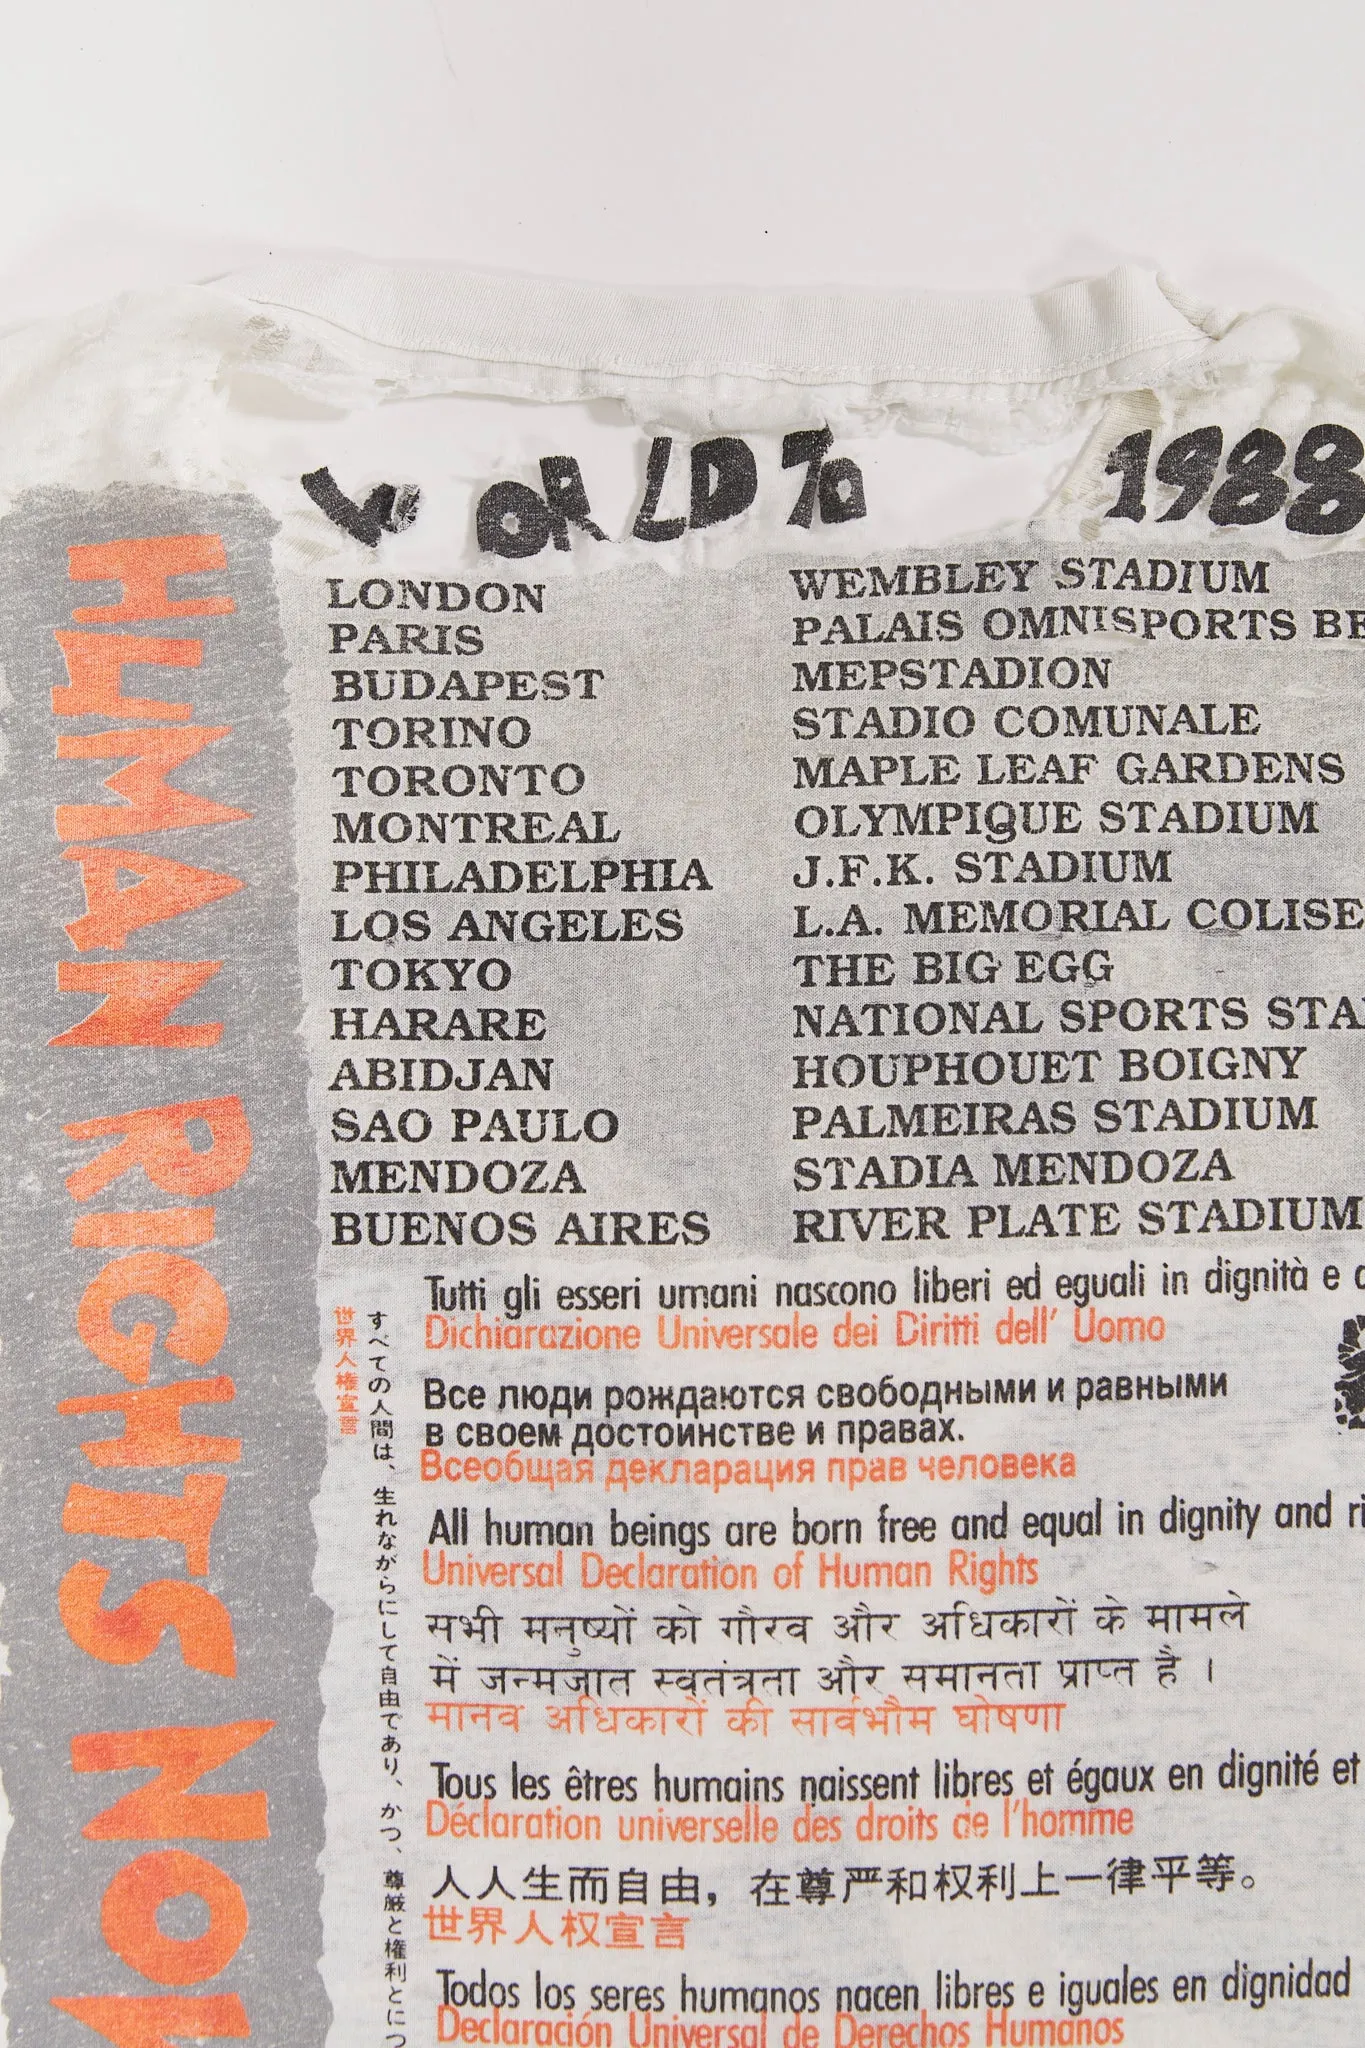 WORLD TO 1988
HUMAN RIGHTS NOW
LONDON WEMBLEY STADIUM
PARIS PALAIS OMNISPORTS BE
BUDAPEST MEPSTADION
TORINO STADIO COMUNALE
TORONTO MAPLE LEAF GARDENS
MONTREAL OLYMPIQUE STADIUM
PHILADELPHIA J.F.K. STADIUM
LOS ANGELES L.A. MEMORIAL COLISE
TOKYO THE BIG EGG
HARARE NATIONAL SPORTS STA
ABIDJAN HOUPHOUET BOIGNY
SAO PAULO PALMEIRAS STADIUM
MENDOZA STADIA MENDOZA
BUENOS AIRES RIVER PLATE STADIUM
すべての人間は、生れながらにして自由であり、かつ、尊厳と権利とにつ
世界人権宣言
Tutti gli esseri umani nascono liberi ed eguali in dignità e
Dichiarazione Universale dei Diritti dell' Uomo
Все люди рождаются свободными и равными
в своем достоинстве и правах.
Всеобщая декларация прав человека
All human beings are born free and equal in dignity and ri
Universal Declaration of Human Rights
सभी मनुष्यों को गौरव और अधिकारों के मामले
में जन्मजात स्वतंत्रता और समानता प्राप्त है ।
मानव अधिकारों की सार्वभौम घोषणा
Tous les êtres humains naissent libres et égaux en dignité et
Déclaration universelle des droits de l'homme
人人生而自由，在尊严和权利上一律平等。
世界人权宣言
Todos los seres humanos nacen libres e iguales en dignidad
Declaración Universal de Derechos Humanos